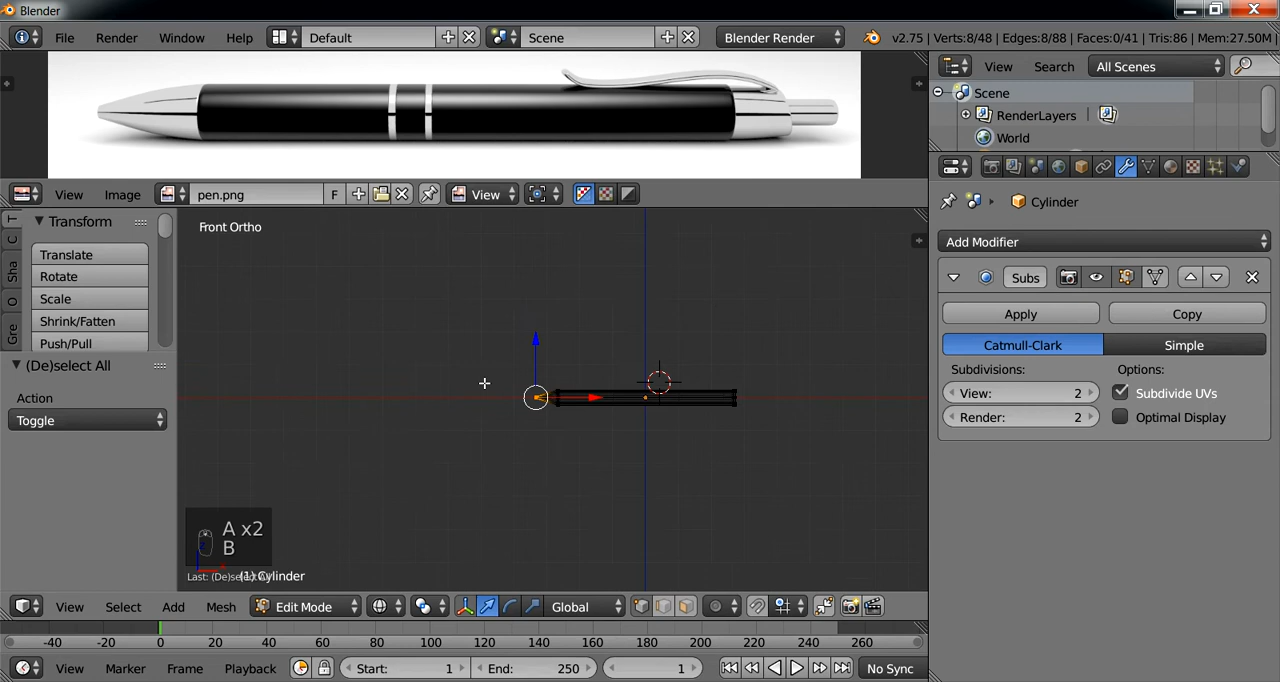 Blender
File Render Window Help Default Scene Blender Render v2.75 | Verts:8/48 | Edges:8/88 | Faces:0/41 | Tris:86 | Mem:27.50M
View Search All Scenes
Scene
RenderLayers
World
View Image pen.png F View
Transform
Translate
Rotate
Scale
Shrink/Fatten
Push/Pull
T
C
Sha
O
Gre
(De)select All
Action
Toggle
Front Ortho
A x2
B
(1) Cylinder
Cylinder
Add Modifier
Subs
Apply Copy
Catmull-Clark Simple
Subdivisions: Options:
View: 2 Subdivide UVs
Render: 2 Optimal Display
View Select Add Mesh Edit Mode Global
-40 -20 0 20 40 60 80 100 120 140 160 180 200 220 240 260
View Marker Frame Playback Start: 1 End: 250 1 No Sync